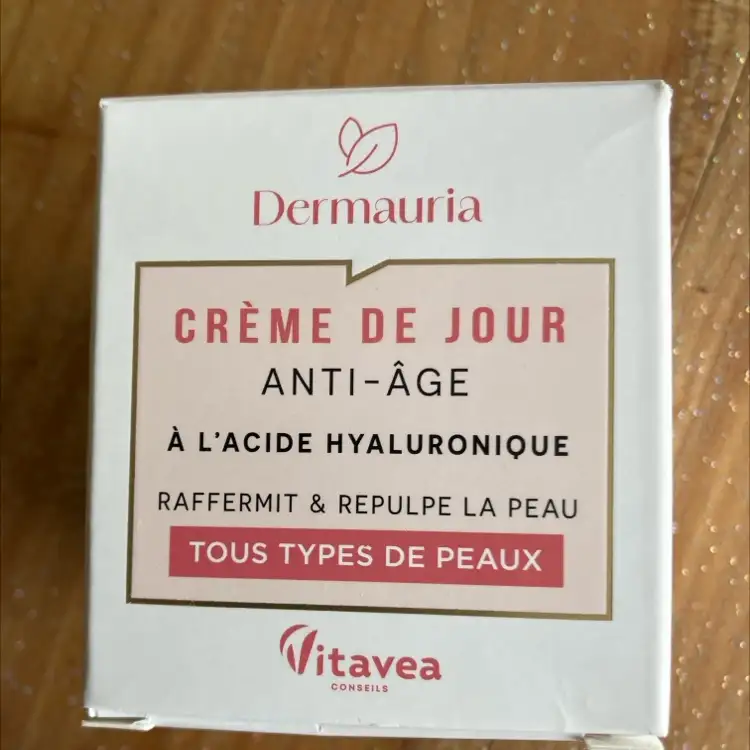 Dermauria
CRÈME DE JOUR
ANTI-ÂGE
À L'ACIDE HYALURONIQUE
RAFFERMIT & REPULPE LA PEAU
TOUS TYPES DE PEAUX
Vitavea
CONSEILS